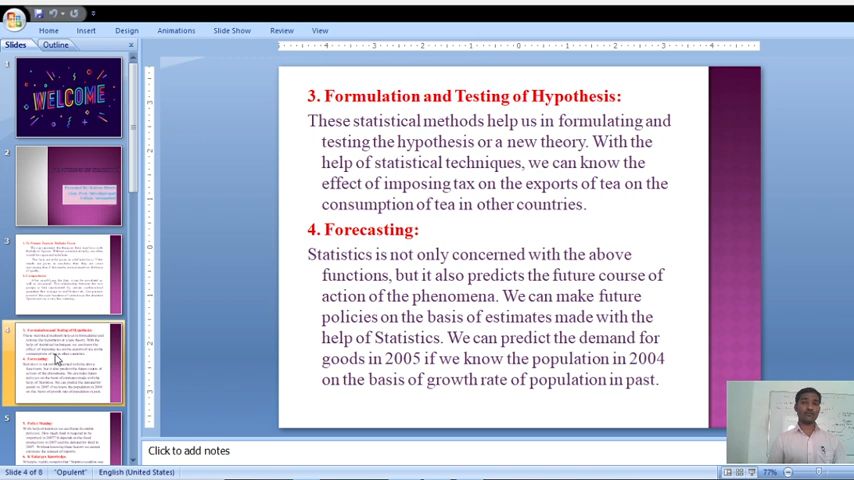 Home Insert Design Animations Slide Show Review View
Slides Outline
1
WELCOME
2
3
4
5
3. Formulation and Testing of Hypothesis:
These statistical methods help us in formulating and
testing the hypothesis or a new theory. With the
help of statistical techniques, we can know the
effect of imposing tax on the exports of tea on the
consumption of tea in other countries.
4. Forecasting:
Statistics is not only concerned with the above
functions, but it also predicts the future course of
action of the phenomena. We can make future
policies on the basis of estimates made with the
help of Statistics. We can predict the demand for
goods in 2005 if we know the population in 2004
on the basis of growth rate of population in past.
Click to add notes
Slide 4 of 8 "Opulent" English (United States) 77%